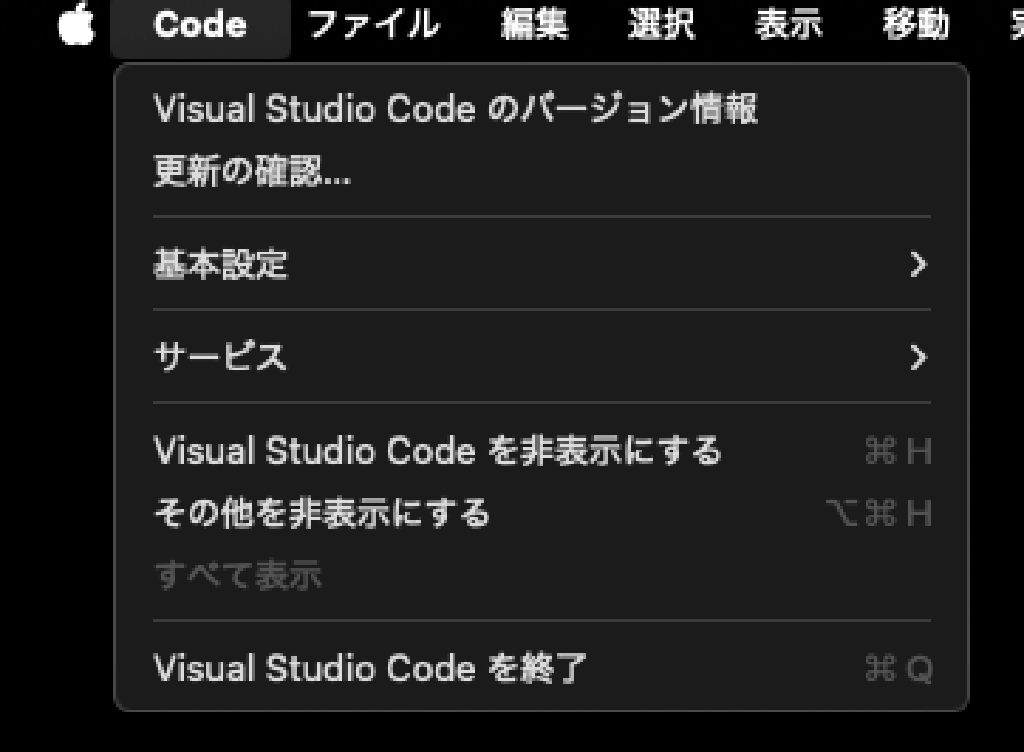 Code ファイル 編集 選択 表示 移動
Visual Studio Code のバージョン情報
更新の確認...
基本設定
サービス
Visual Studio Code を非表示にする ⌘ H
その他を非表示にする ⌥⌘ H
すべて表示
Visual Studio Code を終了 ⌘ Q